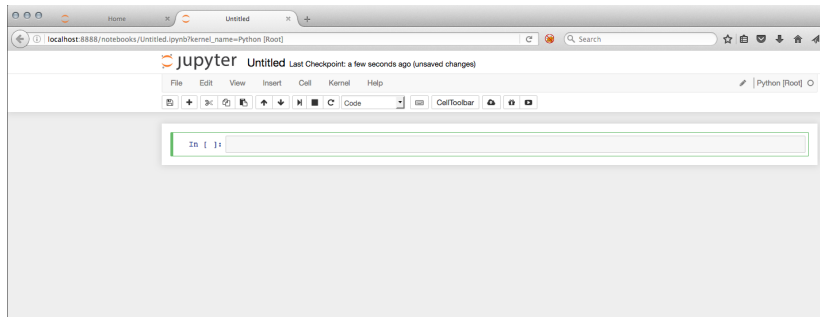 Home
Untitled
localhost:8888/notebooks/Untitled.ipynb?kernel_name=Python [Root]
Search
jupyter Untitled Last Checkpoint: a few seconds ago (unsaved changes)
File Edit View Insert Cell Kernel Help
Python [Root]
Code
CellToolbar
In [ ]: